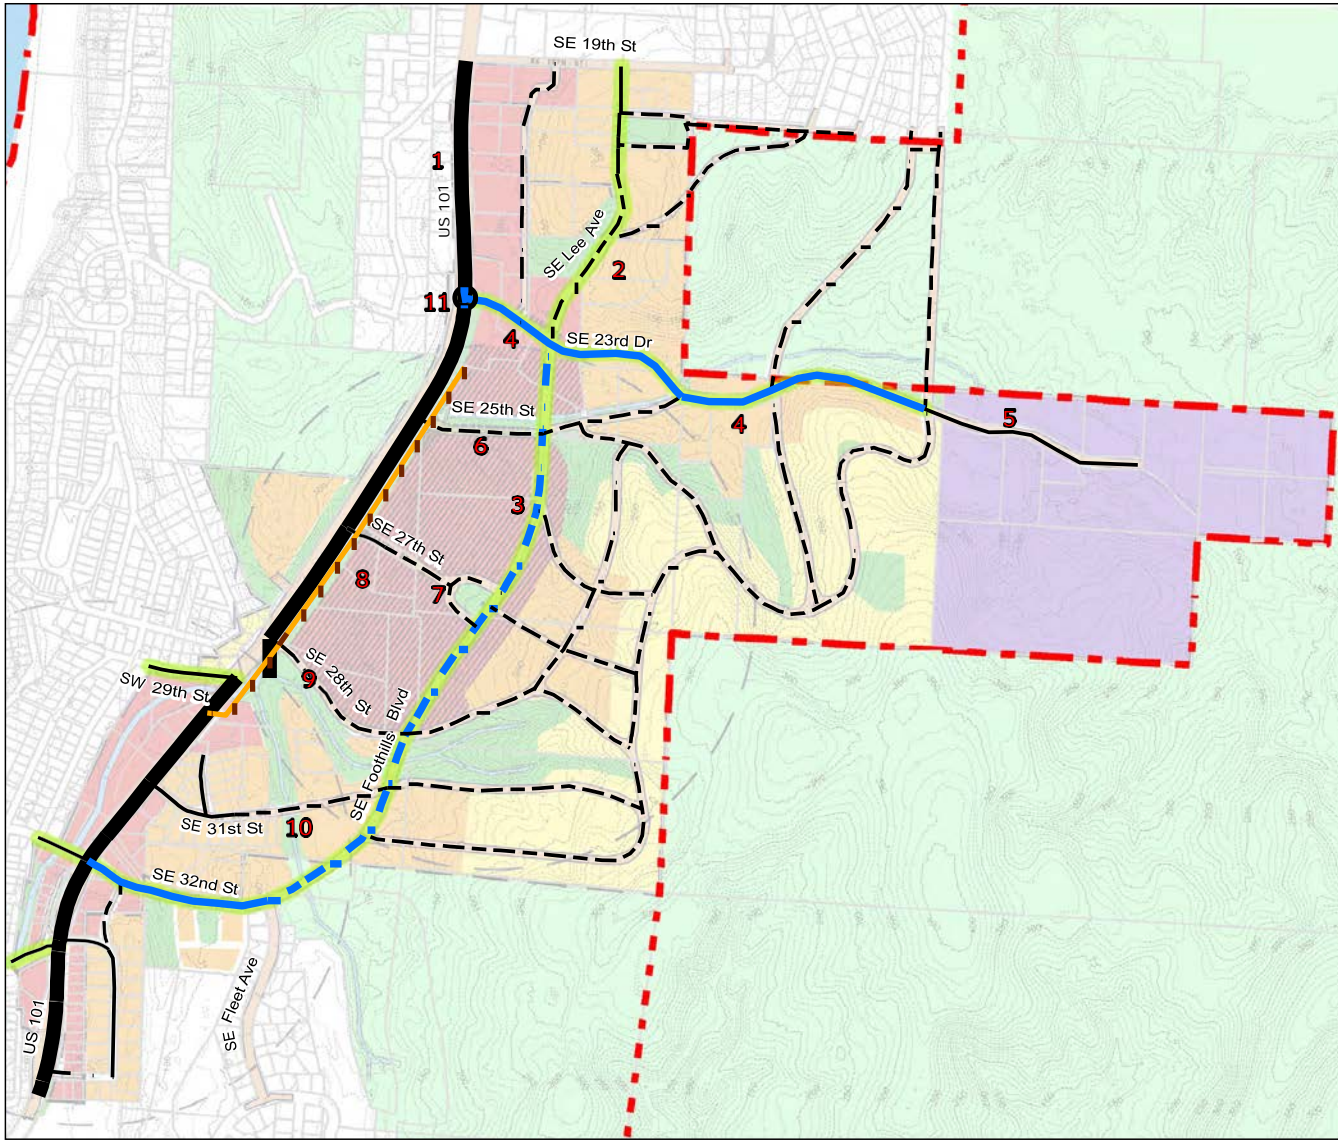 SE 19th St
1
US 101
SE Lee Ave
2
11
4
SE 23rd Dr
SE 25th St
4
5
6
3
SE 27th St
8
7
SE 28th St
9
SW 29th St
SE Foothills Blvd
SE 31st St
10
SE 32nd St
SE Fleet Ave
US 101